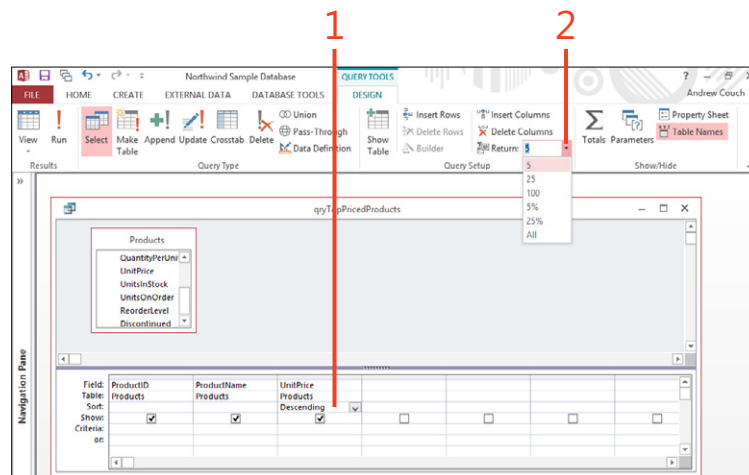 1 2
Northwind Sample Database QUERY TOOLS ?
FILE HOME CREATE EXTERNAL DATA DATABASE TOOLS DESIGN Andrew Couch
View Run Select Make Table Append Update Crosstab Delete
Union
Pass-Through
Data Definition
Show Table
Insert Rows
Delete Rows
Builder
Insert Columns
Delete Columns
Return: 5
Totals Parameters
Property Sheet
Table Names
Results Query Type Query Setup Show/Hide
5
25
100
5%
25%
All
qryTopPricedProducts
Products
QuantityPerUni
UnitPrice
UnitsInStock
UnitsOnOrder
ReorderLevel
Discontinued
Navigation Pane
Field: ProductID ProductName UnitPrice
Table: Products Products Products
Sort: Descending
Show:
Criteria:
or: